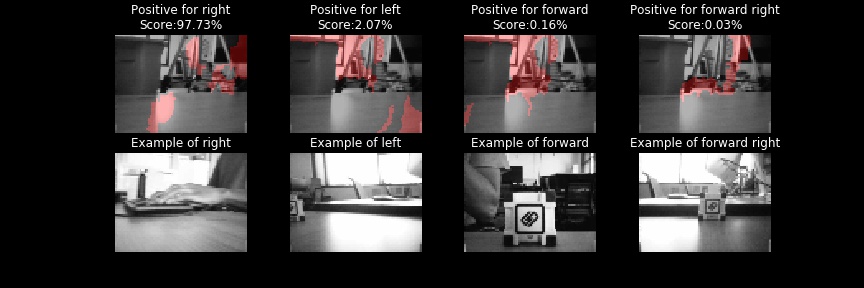 Positive for right
Score:97.73%
Positive for left
Score:2.07%
Positive for forward
Score:0.16%
Positive for forward right
Score:0.03%
Example of right
Example of left
Example of forward
Example of forward right